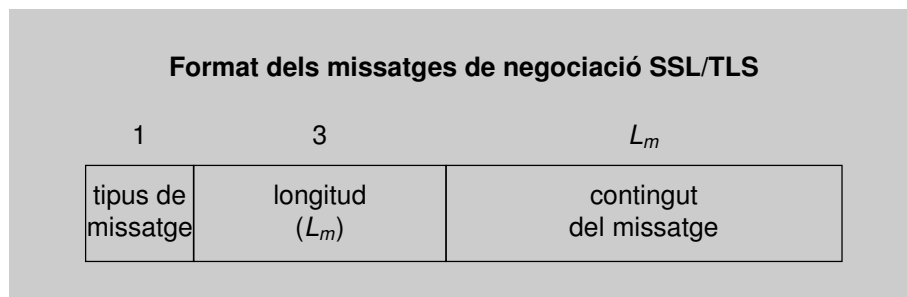 Format dels missatges de negociació SSL/TLS
1 3 Lm
tipus de longitud contingut
missatge (Lm) del missatge